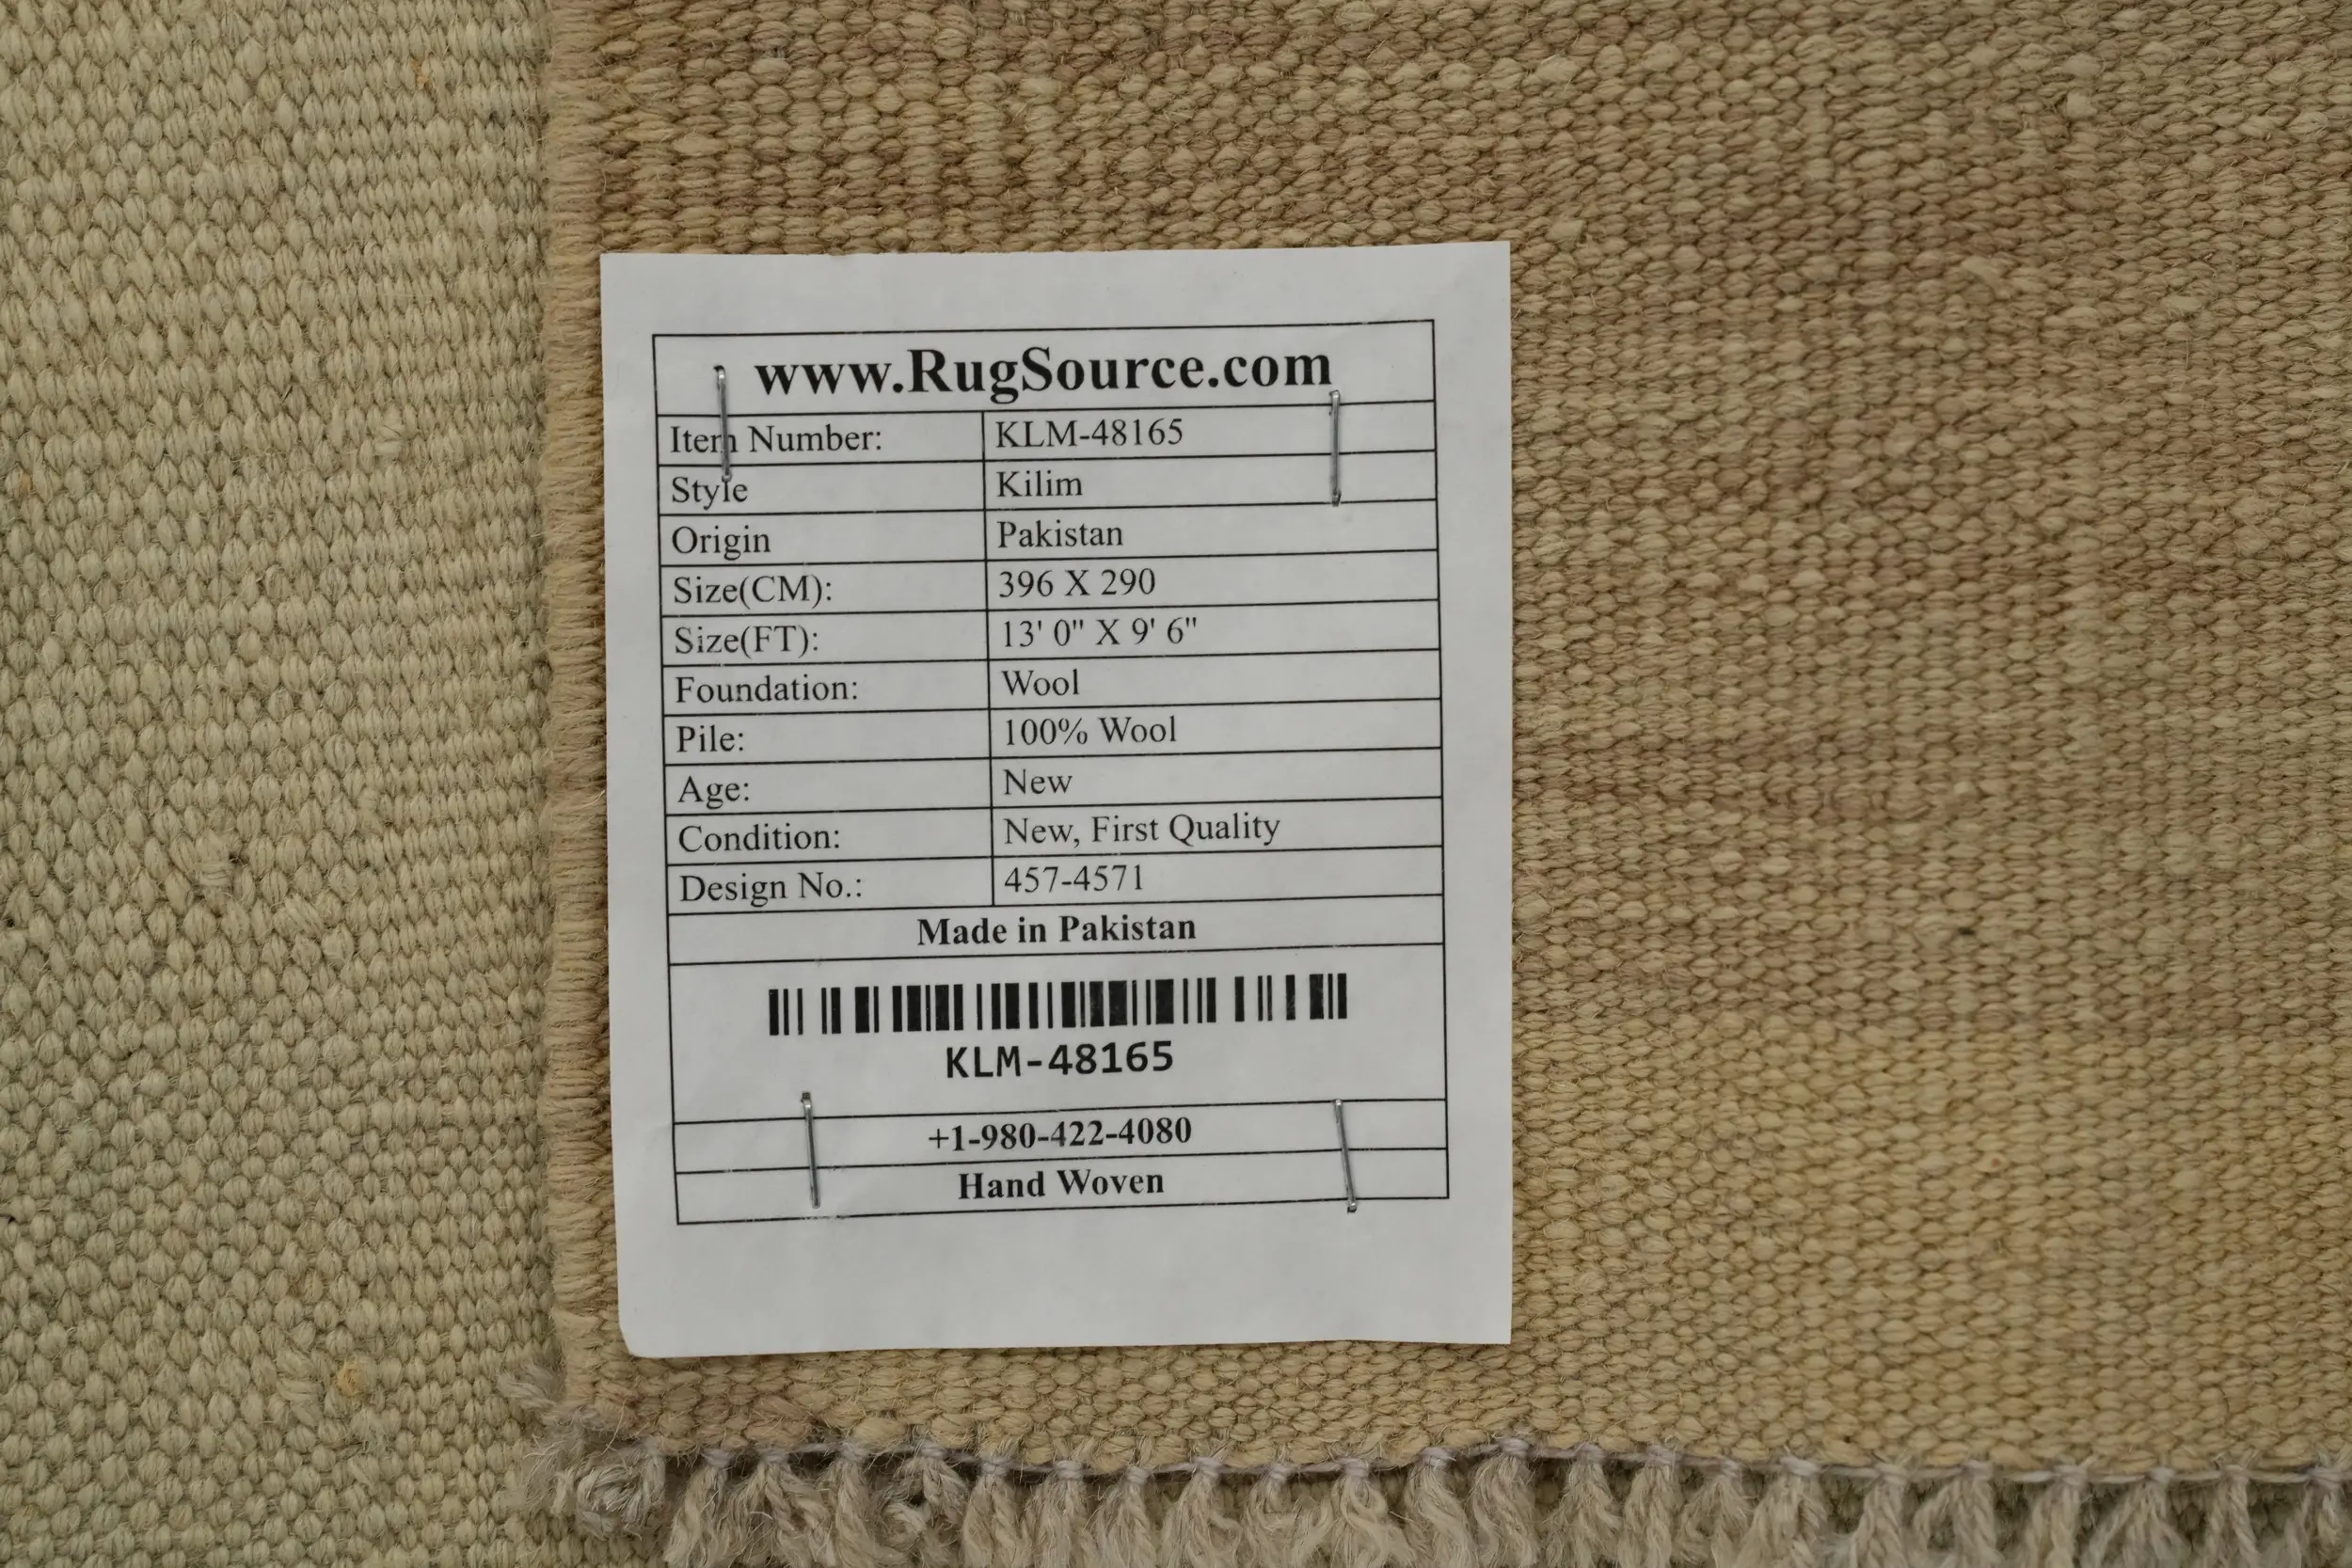 www.RugSource.com
Item Number: KLM-48165
Style Kilim
Origin Pakistan
Size(CM): 396 X 290
Size(FT): 13' 0" X 9' 6"
Foundation: Wool
Pile: 100% Wool
Age: New
Condition: New, First Quality
Design No.: 457-4571
Made in Pakistan
KLM-48165
+1-980-422-4080
Hand Woven